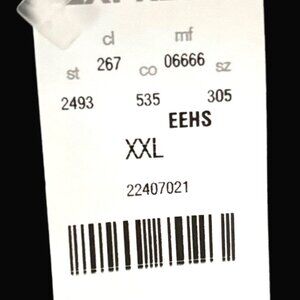 cl mf
267 06666
st co sz
2493 535 305
EEHS
XXL
22407021